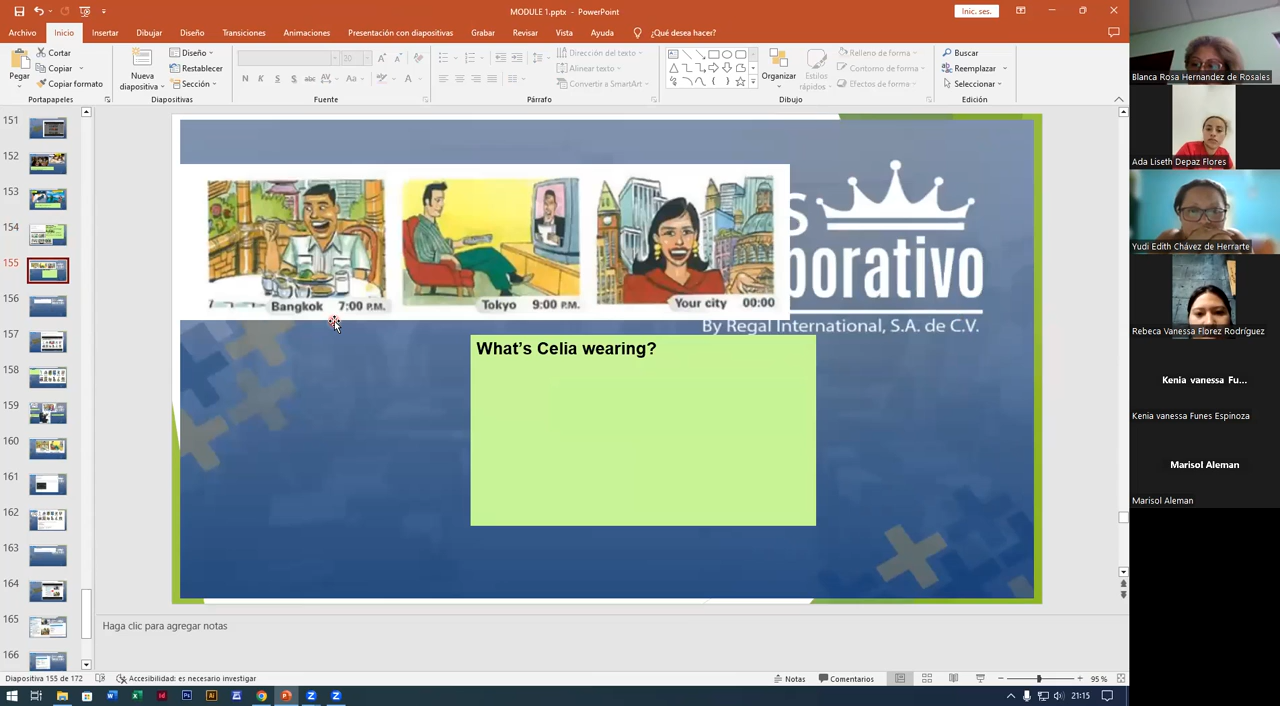 MODULE 1.pptx - PowerPoint
Inic. ses.
Archivo Inicio Insertar Dibujar Diseño Transiciones Animaciones Presentación con diapositivas Grabar Revisar Vista Ayuda ¿Qué desea hacer?
Pegar
Cortar
Copiar
Copiar formato
Portapapeles
Nueva
diapositiva
Diseño
Restablecer
Sección
Diapositivas
30
N K S S abc AV Aa
Fuente
Dirección del texto
Alinear texto
Convertir a SmartArt
Párrafo
Organizar
Estilos
rápidos
Relleno de forma
Contorno de forma
Efectos de forma
Dibujo
Buscar
Reemplazar
Seleccionar
Edición
151
152
153
154
155
156
157
158
159
160
161
162
163
164
165
166
Bangkok 7:00 P.M.
Tokyo 9:00 P.M.
Your city 00:00
S
porativo
By Regal International, S.A. de C.V.
What’s Celia wearing?
Haga clic para agregar notas
Diapositiva 155 de 172
Accesibilidad: es necesario investigar
Notas
Comentarios
95 %
21:15
Blanca Rosa Hernandez de Rosales
Ada Liseth Depaz Flores
Yudi Edith Chávez de Herrarte
Rebeca Vanessa Florez Rodríguez
Kenia vanessa Fu...
Kenia vanessa Funes Espinoza
Marisol Aleman
Marisol Aleman